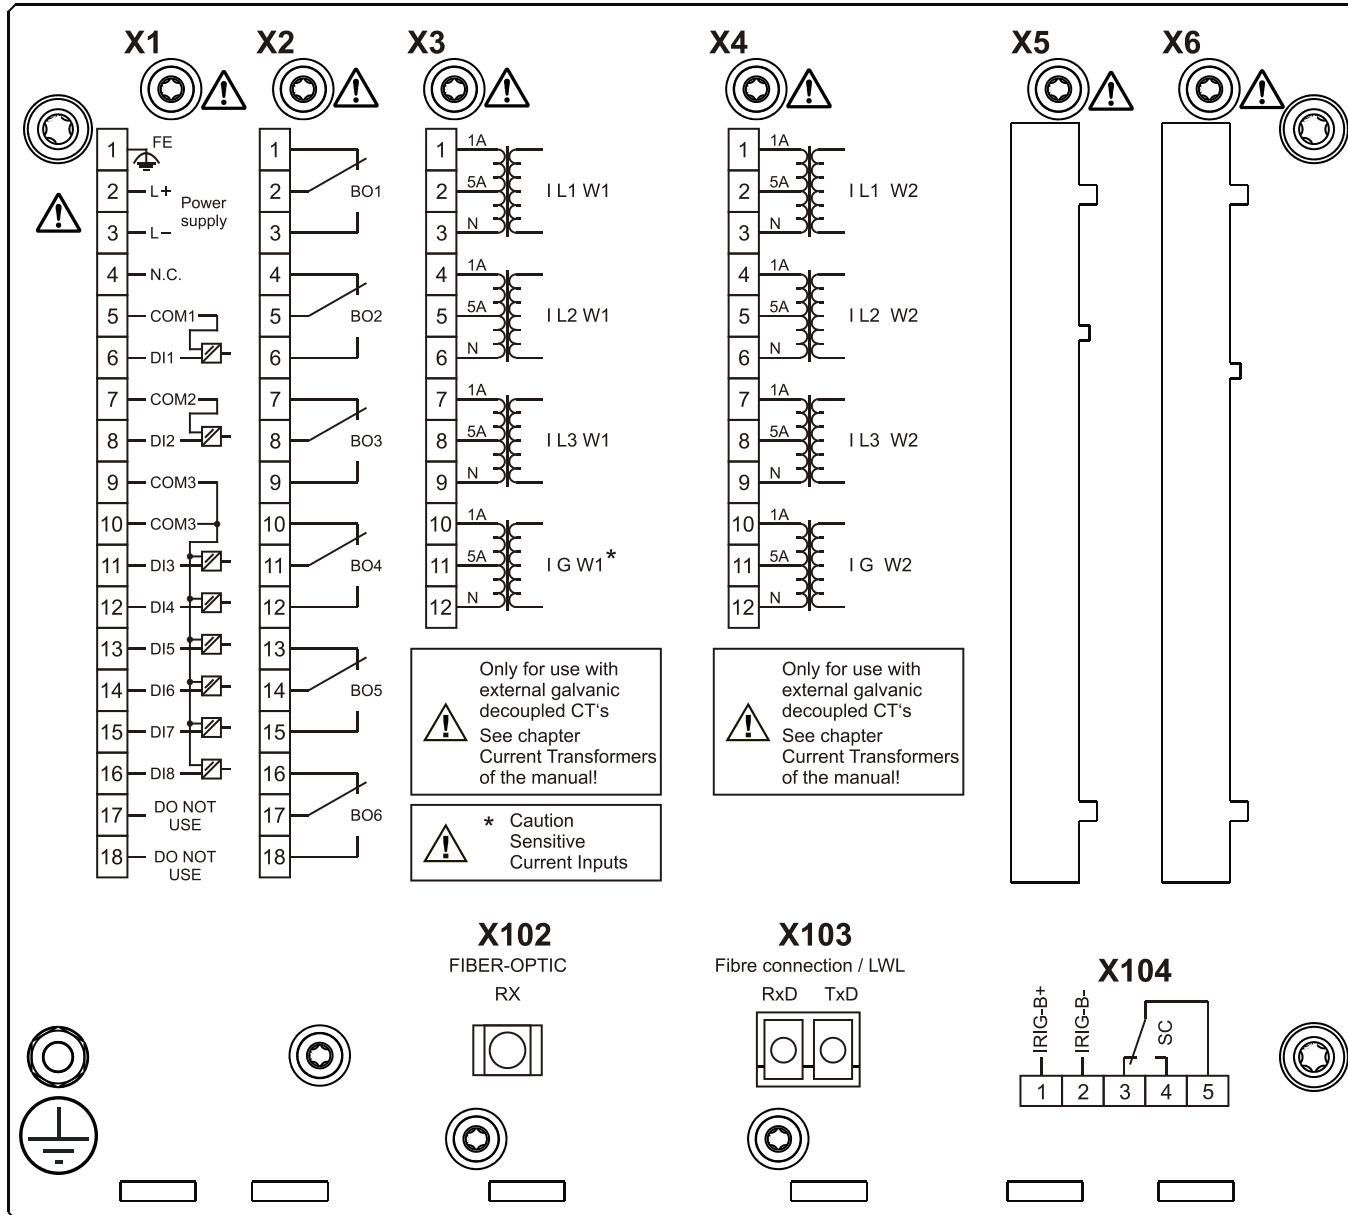 X1 X2 X3 X4 X5 X6
1 FE
2 L+
Power
supply
3 L–
4 N.C.
5 COM1
6 DI1
7 COM2
8 DI2
9 COM3
10 COM3
11 DI3
12 DI4
13 DI5
14 DI6
15 DI7
16 DI8
17 DO NOT
USE
18 DO NOT
USE
1
2 BO1
3
4
5 BO2
6
7
8 BO3
9
10
11 BO4
12
13
14 BO5
15
16
17 BO6
18
1 1A
2 5A I L1 W1
3 N
4 1A
5 5A I L2 W1
6 N
7 1A
8 5A I L3 W1
9 N
10 1A
11 5A I G W1*
12 N
Only for use with
external galvanic
decoupled CT's
See chapter
Current Transformers
of the manual!
* Caution
Sensitive
Current Inputs
1 1A
2 5A I L1 W2
3 N
4 1A
5 5A I L2 W2
6 N
7 1A
8 5A I L3 W2
9 N
10 1A
11 5A I G W2
12 N
Only for use with
external galvanic
decoupled CT's
See chapter
Current Transformers
of the manual!
X102
FIBER-OPTIC
RX
X103
Fibre connection / LWL
RxD TxD
X104
IRIG-B+
IRIG-B-
SC
1 2 3 4 5